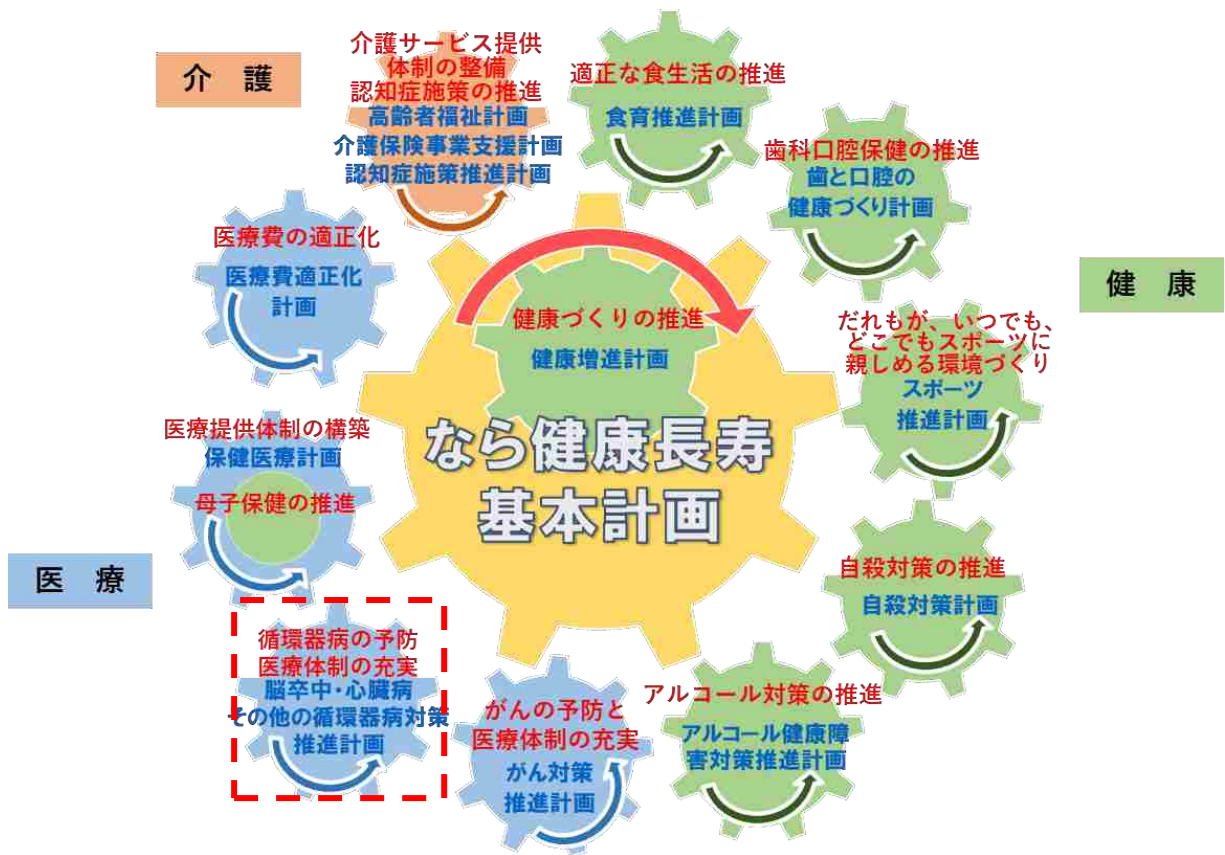 介 護
介護サービス提供
体制の整備
認知症施策の推進
高齢者福祉計画
介護保険事業支援計画
認知症施策推進計画
適正な食生活の推進
食育推進計画
歯科口腔保健の推進
歯と口腔の
健康づくり計画
健 康
医療費の適正化
医療費適正化
計画
健康づくりの推進
健康増進計画
なら健康長寿
基本計画
だれもが、いつでも、
どこでもスポーツに
親しめる環境づくり
スポーツ
推進計画
医療提供体制の構築
保健医療計画
母子保健の推進
医 療
自殺対策の推進
自殺対策計画
循環器病の予防
医療体制の充実
脳卒中・心臓病
その他の循環器病対策
推進計画
がんの予防と
医療体制の充実
がん対策
推進計画
アルコール対策の推進
アルコール健康障
害対策推進計画